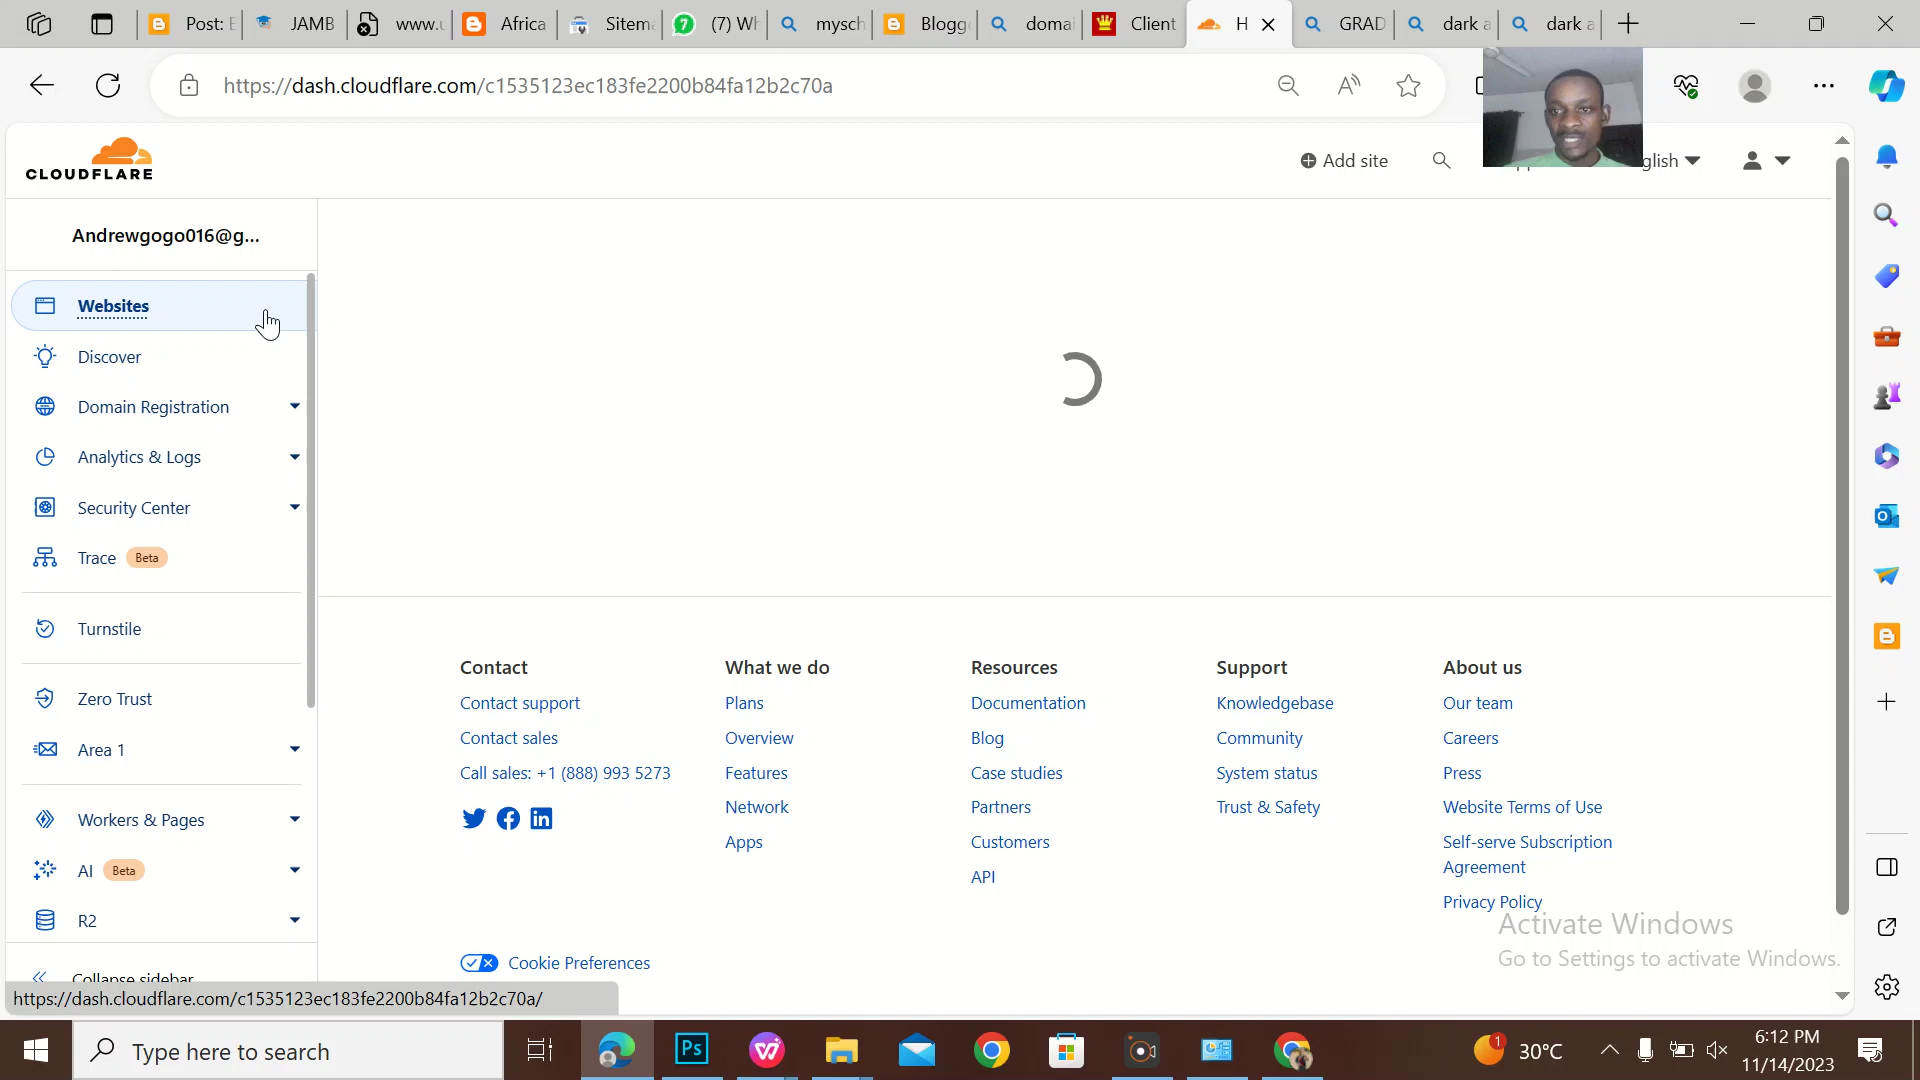 Post: E
JAMB
www.u
Africa
Sitema
(7) Wh
mysch
Blogge
domai
Client
H
GRAD
dark a
dark a
https://dash.cloudflare.com/c1535123ec183fe2200b84fa12b2c70a
CLOUDFLARE
Add site
glish
Andrewgogo016@g...
Websites
Discover
Domain Registration
Analytics & Logs
Security Center
Trace Beta
Turnstile
Zero Trust
Area 1
Workers & Pages
AI Beta
R2
Collapse sidebar
https://dash.cloudflare.com/c1535123ec183fe2200b84fa12b2c70a/
Contact
Contact support
Contact sales
Call sales: +1 (888) 993 5273
What we do
Plans
Overview
Features
Network
Apps
Resources
Documentation
Blog
Case studies
Partners
Customers
API
Support
Knowledgebase
Community
System status
Trust & Safety
About us
Our team
Careers
Press
Website Terms of Use
Self-serve Subscription
Agreement
Privacy Policy
Cookie Preferences
Activate Windows
Go to Settings to activate Windows.
Type here to search
Ps
1
30°C
6:12 PM
11/14/2023